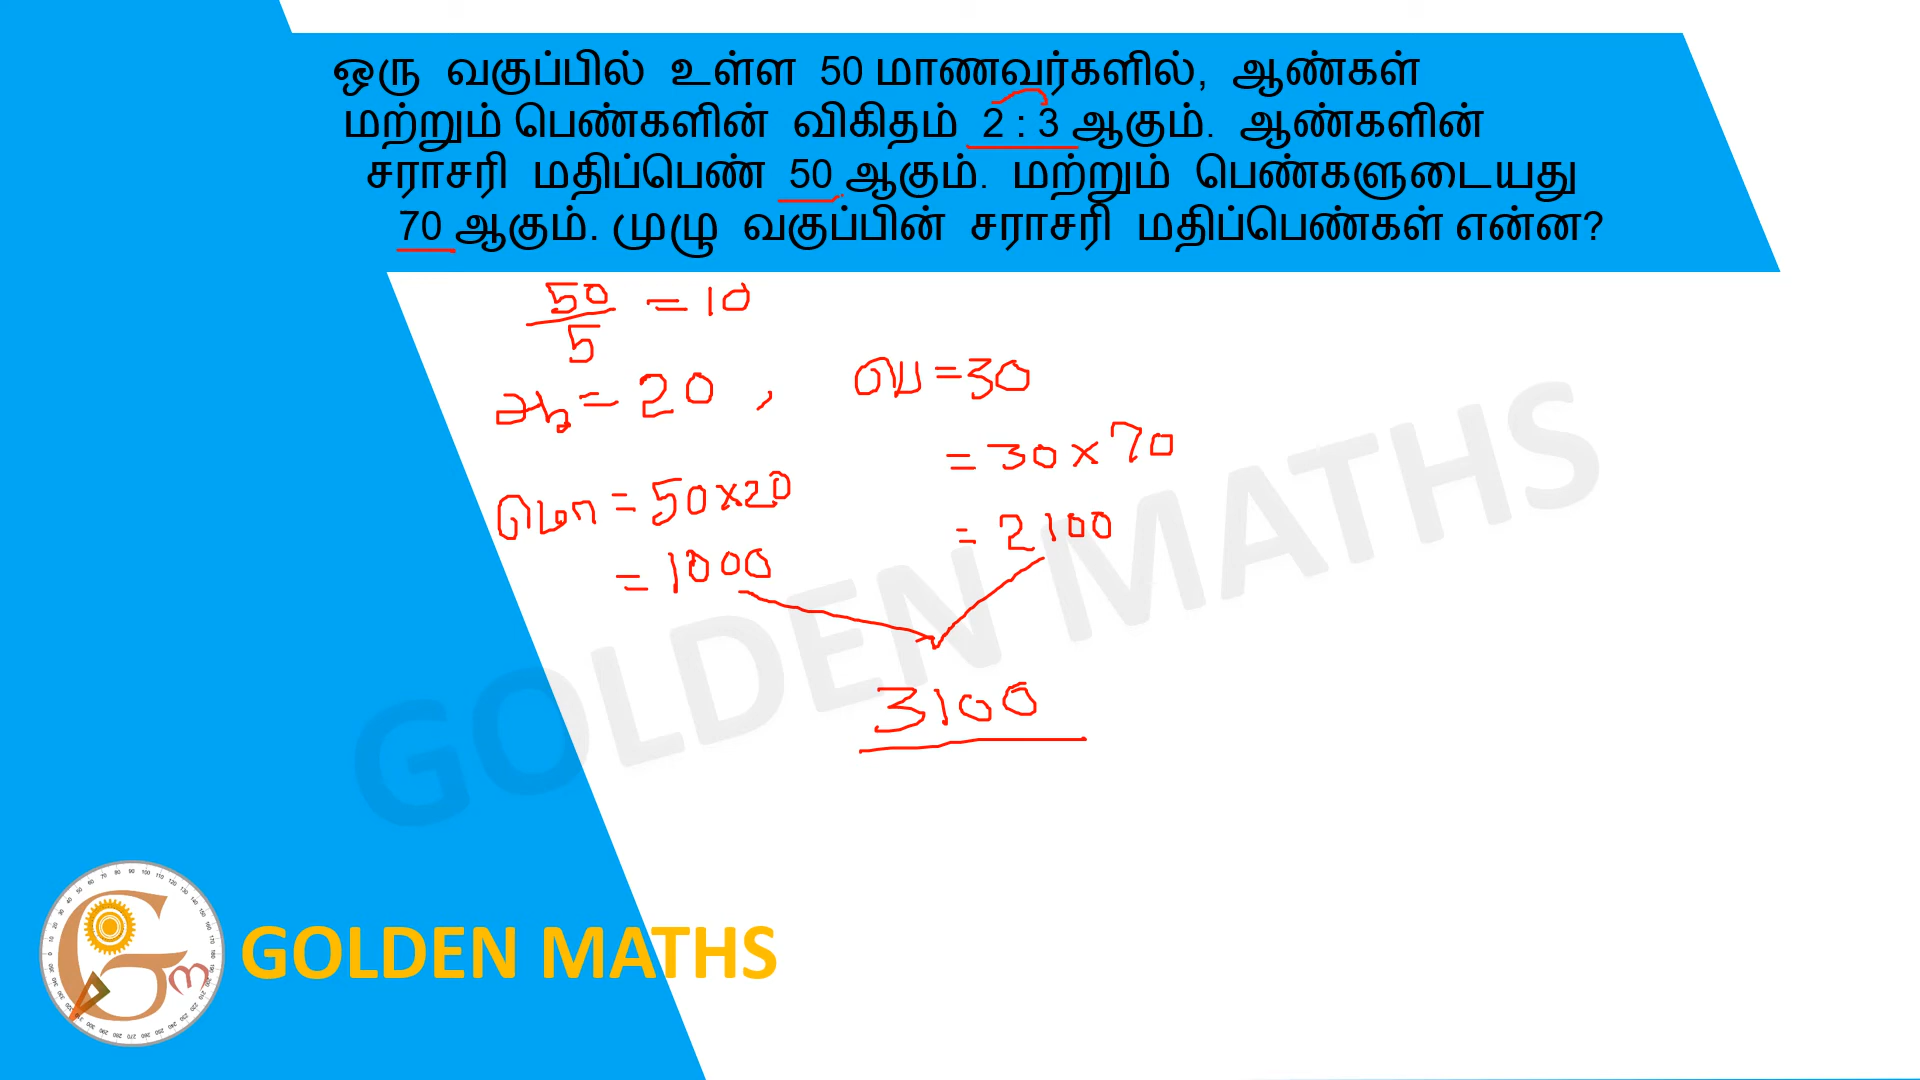 ஒரு வகுப்பில் உள்ள 50 மாணவர்களில், ஆண்கள்
மற்றும் பெண்களின் விகிதம் 2 : 3 ஆகும். ஆண்களின்
சராசரி மதிப்பெண் 50 ஆகும். மற்றும் பெண்களுடையது
70 ஆகும். முழு வகுப்பின் சராசரி மதிப்பெண்கள் என்ன?
50/5 = 10
ஆ = 20 , பெ = 30
= 30 x 70
= 50 x 20
= 2100
= 1000
3100
GOLDEN MATHS
GOLDEN MATHS